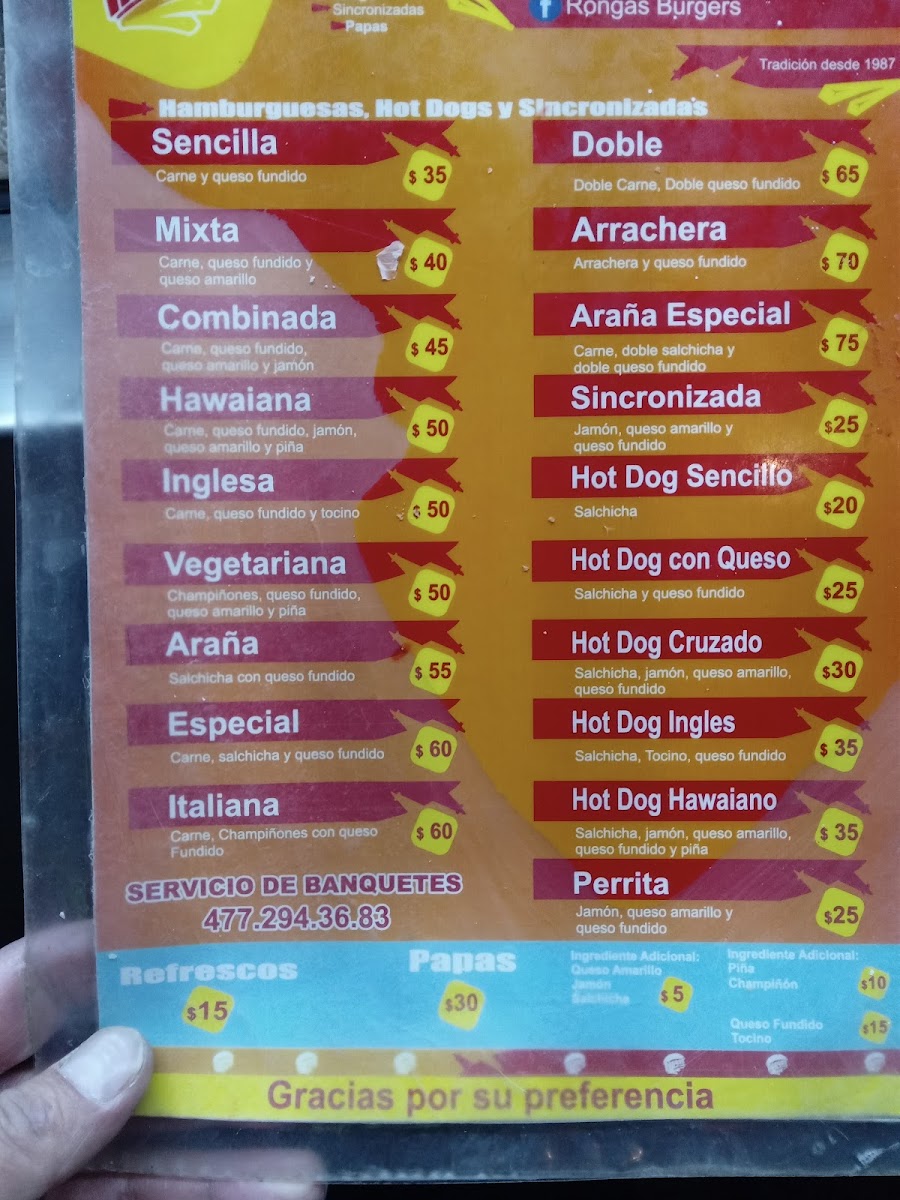 Sincronizadas
Papas
Rongas Burgers
Tradición desde 1987
Hamburguesas, Hot Dogs y Sincronizadas
Sencilla
Carne y queso fundido
$ 35
Mixta
Carne, queso fundido y
queso amarillo
$ 40
Combinada
Carne, queso fundido,
queso amarillo y jamón
$ 45
Hawaiana
Carne, queso fundido, jamón,
queso amarillo y piña
$ 50
Inglesa
Carne, queso fundido y tocino
$ 50
Vegetariana
Champiñones, queso fundido,
queso amarillo y piña
$ 50
Araña
Salchicha con queso fundido
$ 55
Especial
Carne, salchicha y queso fundido
$ 60
Italiana
Carne, Champiñones con queso
Fundido
$ 60
SERVICIO DE BANQUETES
477.294.36.83
Doble
Doble Carne, Doble queso fundido
$ 65
Arrachera
Arrachera y queso fundido
$ 70
Araña Especial
Carne, doble salchicha y
doble queso fundido
$ 75
Sincronizada
Jamón, queso amarillo y
queso fundido
$25
Hot Dog Sencillo
Salchicha
$20
Hot Dog con Queso
Salchicha y queso fundido
$25
Hot Dog Cruzado
Salchicha, jamón, queso amarillo,
queso fundido
$30
Hot Dog Ingles
Salchicha, Tocino, queso fundido
$ 35
Hot Dog Hawaiano
Salchicha, jamón, queso amarillo,
queso fundido y piña
$ 35
Perrita
Jamón, queso amarillo y
queso fundido
$25
Refrescos
$15
Papas
$30
Ingrediente Adicional:
Queso Amarillo
Jamón
Salchicha
$ 5
Ingrediente Adicional:
Piña
Champiñón
$10
Queso Fundido
Tocino
$15
Gracias por su preferencia